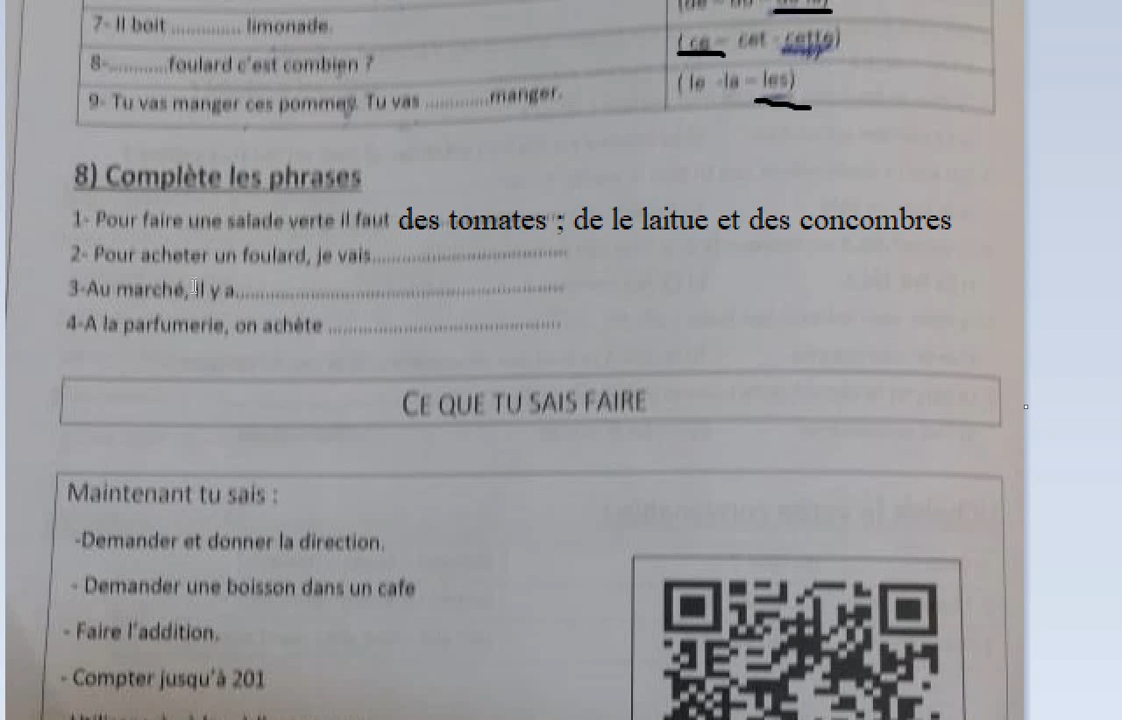 7- Il boit .............. limonade.
8-............foulard c'est combien ?
( ce - cet - cette)
9- Tu vas manger ces pommes. Tu vas .............manger.
( le -la – les)
8) Complète les phrases
1- Pour faire une salade verte il faut des tomates ; de le laitue et des concombres
2- Pour acheter un foulard, je vais.......................................
3-Au marché, il y a..................................................................
4-A la parfumerie, on achète ...............................................
CE QUE TU SAIS FAIRE
Maintenant tu sais :
-Demander et donner la direction.
- Demander une boisson dans un cafe
- Faire l'addition.
- Compter jusqu'à 201